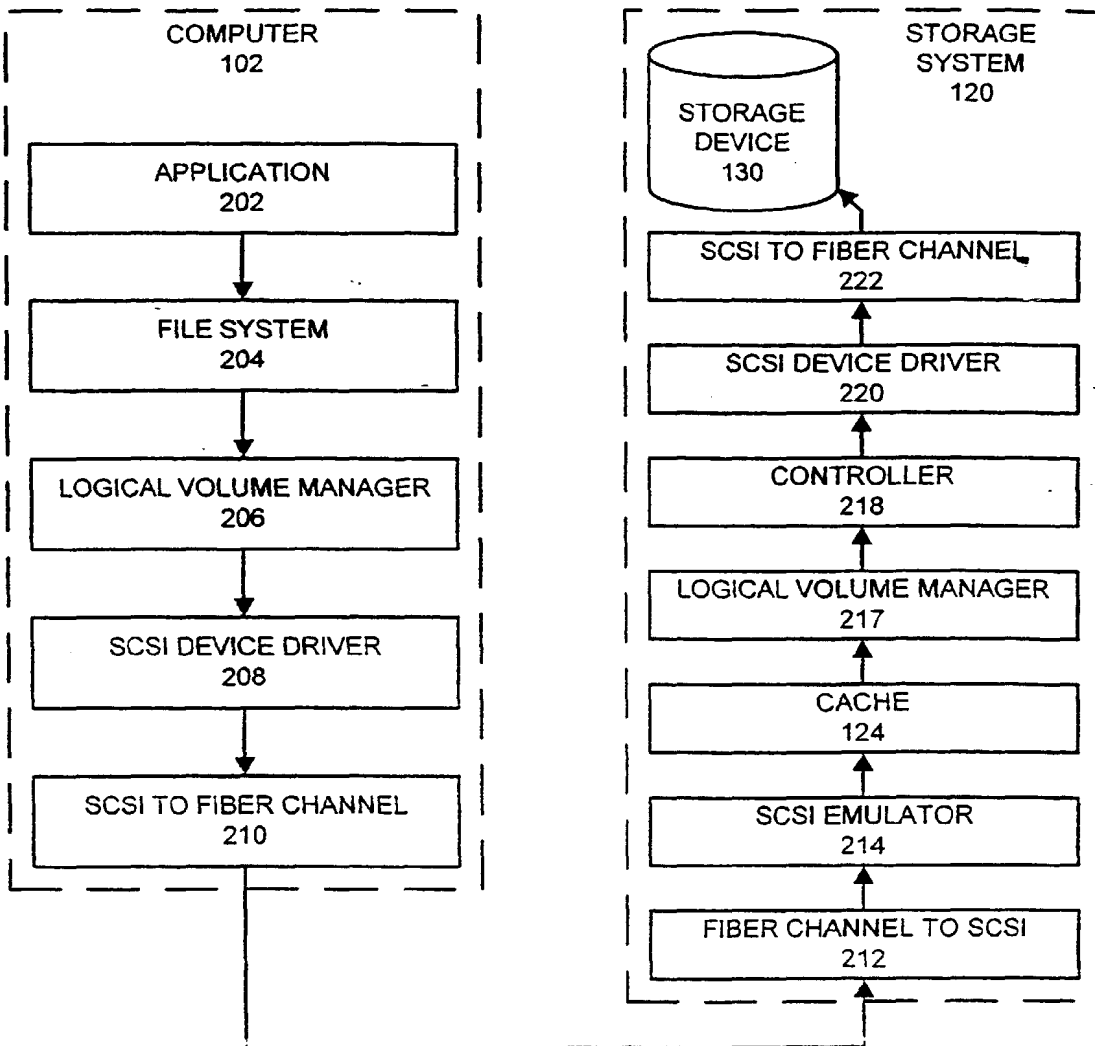 COMPUTER
102
APPLICATION
202
FILE SYSTEM
204
LOGICAL VOLUME MANAGER
206
SCSI DEVICE DRIVER
208
SCSI TO FIBER CHANNEL
210
STORAGE
SYSTEM
120
STORAGE
DEVICE
130
SCSI TO FIBER CHANNEL
222
SCSI DEVICE DRIVER
220
CONTROLLER
218
LOGICAL VOLUME MANAGER
217
CACHE
124
SCSI EMULATOR
214
FIBER CHANNEL TO SCSI
212